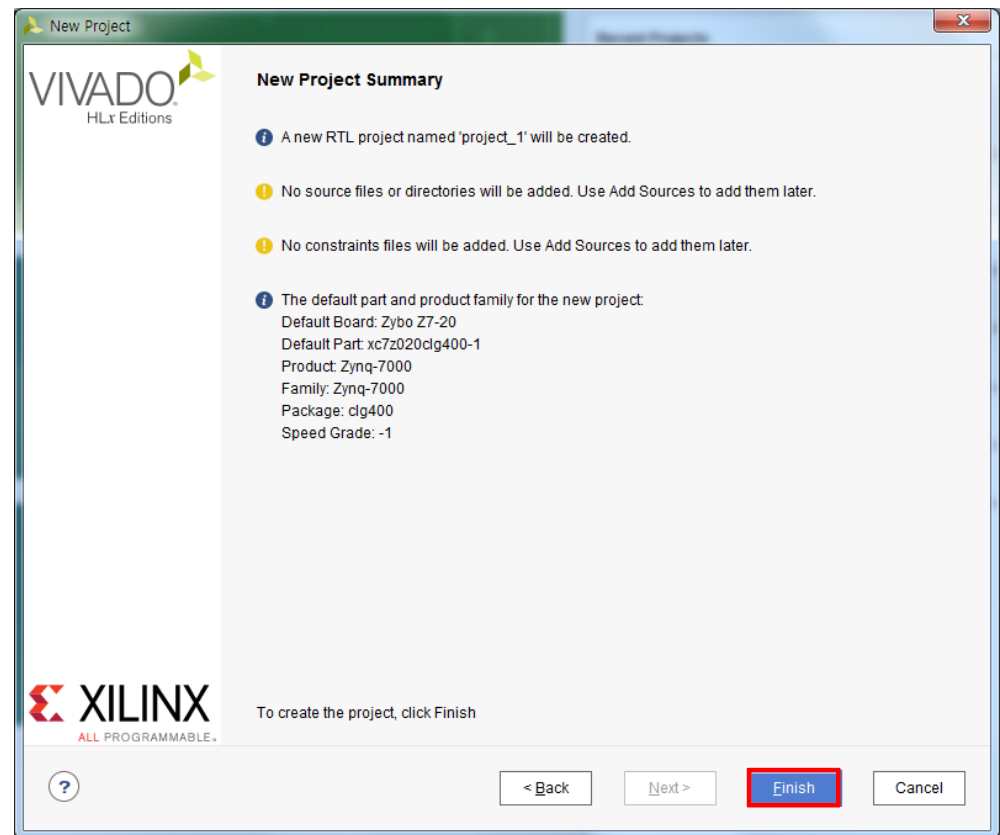 New Project
VIVADO.
HLx Editions
New Project Summary
A new RTL project named 'project_1' will be created.
No source files or directories will be added. Use Add Sources to add them later.
No constraints files will be added. Use Add Sources to add them later.
The default part and product family for the new project:
Default Board: Zybo Z7-20
Default Part: xc7z020clg400-1
Product: Zynq-7000
Family: Zynq-7000
Package: clg400
Speed Grade: -1
XILINX
ALL PROGRAMMABLE.
To create the project, click Finish
?
< Back
Next >
Finish
Cancel